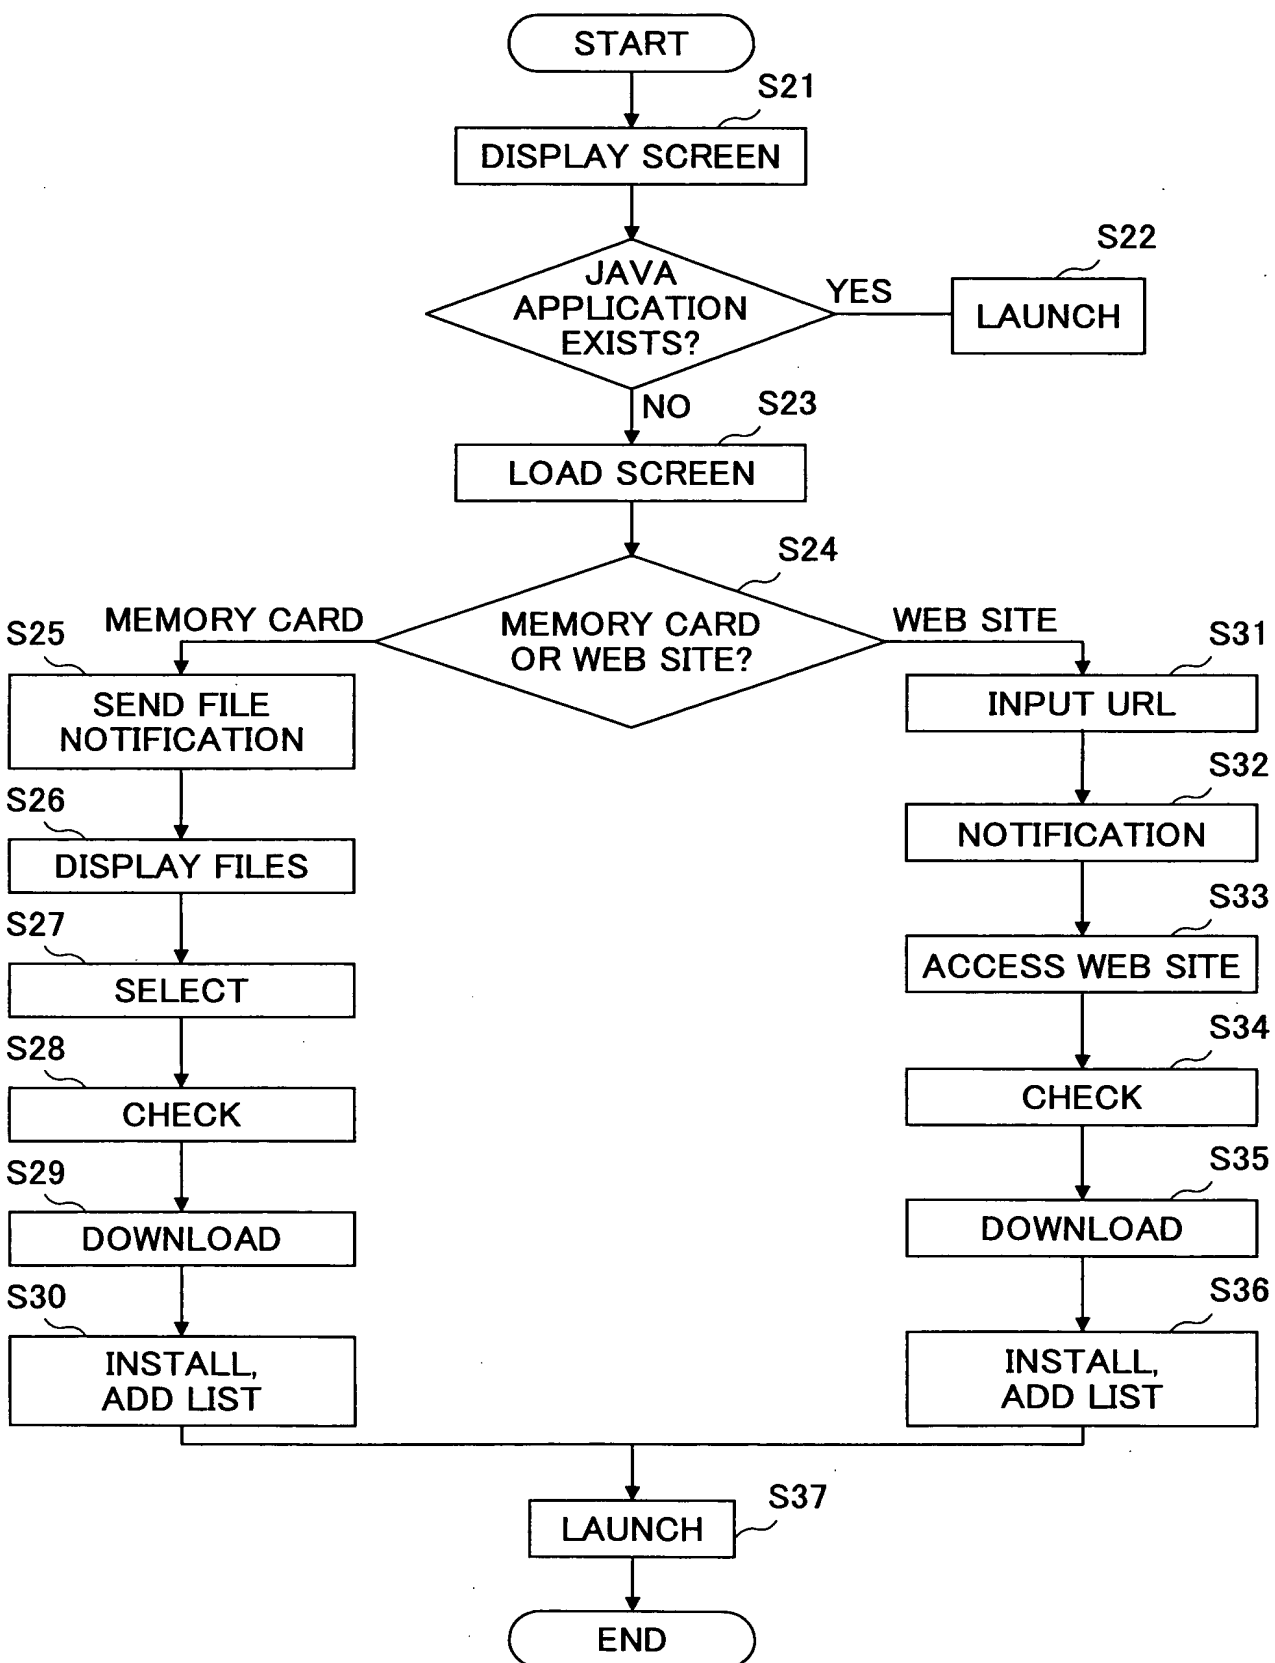 START
S21
DISPLAY SCREEN
JAVA
APPLICATION
EXISTS?
YES
S22
LAUNCH
NO
S23
LOAD SCREEN
S24
MEMORY CARD
OR WEB SITE?
MEMORY CARD
WEB SITE
S25
SEND FILE
NOTIFICATION
S26
DISPLAY FILES
S27
SELECT
S28
CHECK
S29
DOWNLOAD
S30
INSTALL,
ADD LIST
S31
INPUT URL
S32
NOTIFICATION
S33
ACCESS WEB SITE
S34
CHECK
S35
DOWNLOAD
S36
INSTALL,
ADD LIST
S37
LAUNCH
END